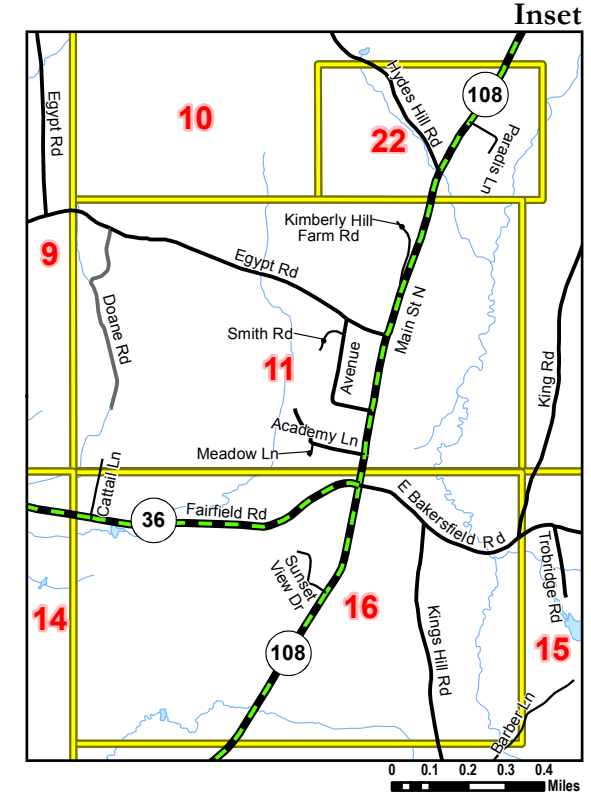 Inset
Egypt Rd
10
Hydes Hill Rd
108
22
Paradis Ln
Kimberly Hill
Farm Rd
9
Egypt Rd
Main St N
Doane Rd
Smith Rd
Avenue
11
King Rd
Academy Ln
Meadow Ln
Cattail Ln
36
Fairfield Rd
E Bakersfield Rd
Sunset
View Dr
Trobridge Rd
14
16
Kings Hill Rd
15
108
Barber Ln
0 0.1 0.2 0.3 0.4
Miles